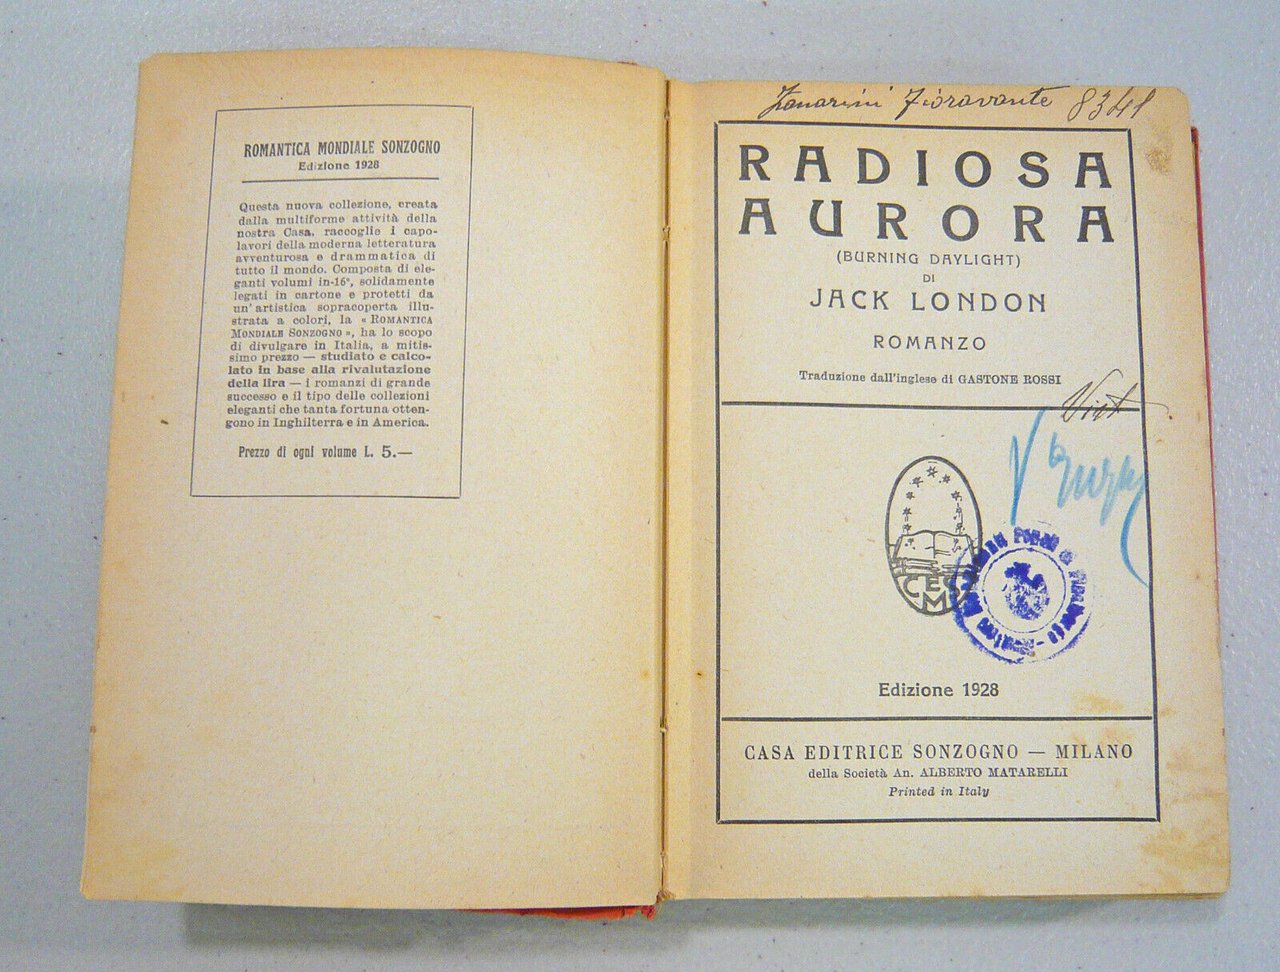 ROMANTICA MONDIALE SONZOGNO
Edizione 1928
Questa nuova collezione, creata
dalla multiforme attività della
nostra Casa, raccoglie i capo-
lavori della moderna letteratura
avventurosa e drammatica di
tutto il mondo. Composta di ele-
ganti volumi in-16°, solidamente
legati in cartone e protetti da
un'artistica sopracoperta illu-
strata a colori, la « ROMANTICA
MONDIALE SONZOGNO », ha lo scopo
di divulgare in Italia, a mitis-
simo prezzo — studiato e calco-
lato in base alla rivalutazione
della lira — i romanzi di grande
successo e il tipo delle collezioni
eleganti che tanta fortuna otten-
gono in Inghilterra e in America.
Prezzo di ogni volume L. 5.—
Zanarini Fioravante 8341
RADIOSA
AURORA
(BURNING DAYLIGHT)
DI
JACK LONDON
ROMANZO
Traduzione dall'inglese di GASTONE ROSSI
Vist
CES
M
Edizione 1928
CASA EDITRICE SONZOGNO — MILANO
della Società An. ALBERTO MATARELLI
Printed in Italy